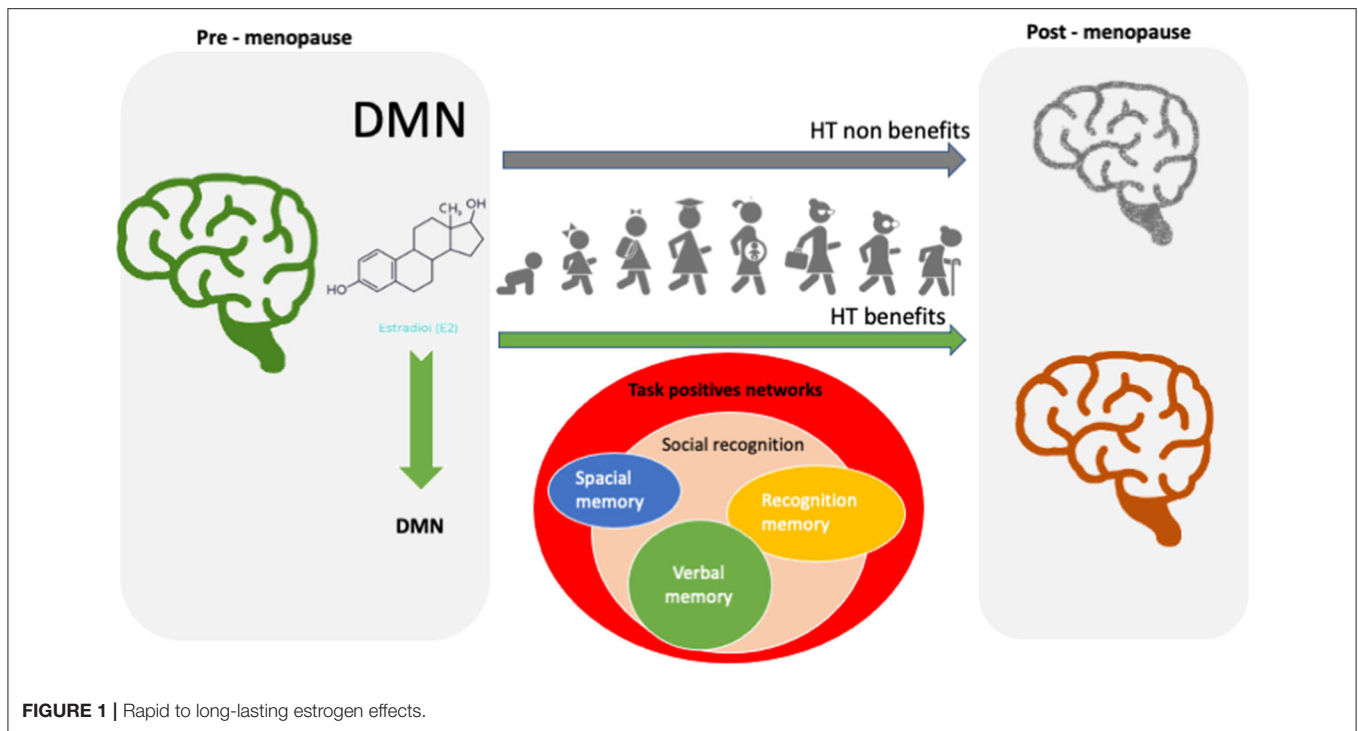 Pre - menopause
Post - menopause
DMN
HT non benefits
CH₃
OH
HO
Estradiol (E2)
HT benefits
DMN
Task positives networks
Social recognition
Spacial
memory
Recognition
memory
Verbal
memory
FIGURE 1 | Rapid to long-lasting estrogen effects.